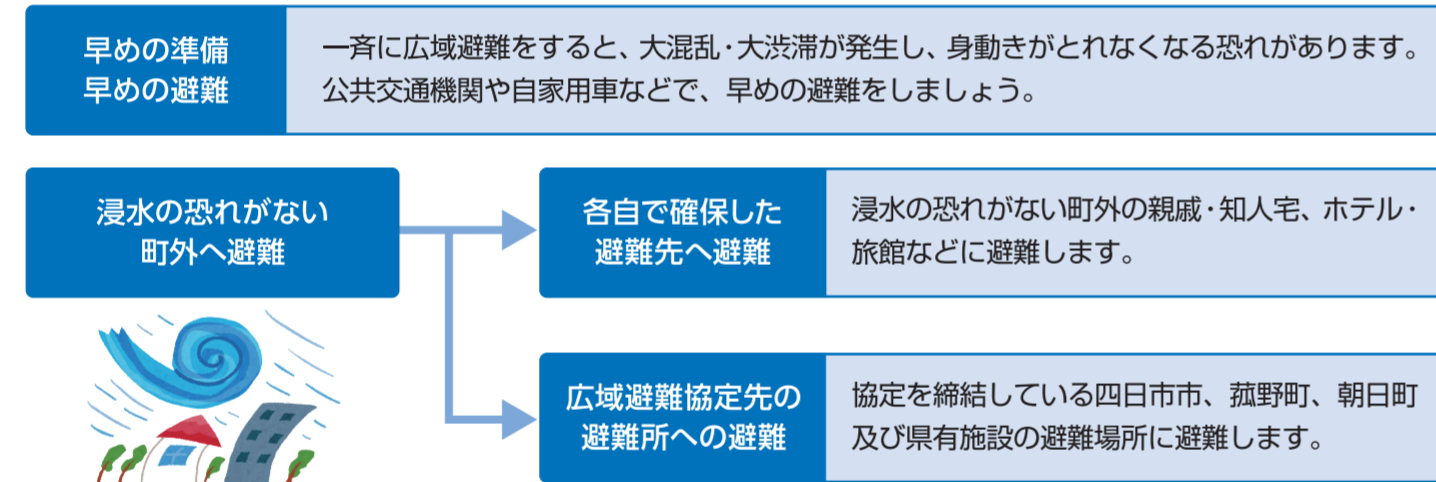 早めの準備
早めの避難
一斉に広域避難をすると、大混乱・大渋滞が発生し、身動きがとれなくなる恐れがあります。
公共交通機関や自家用車などで、早めの避難をしましょう。
浸水の恐れがない
町外へ避難
各自で確保した
避難先へ避難
浸水の恐れがない町外の親戚・知人宅、ホテル・
旅館などに避難します。
広域避難協定先の
避難所への避難
協定を締結している四日市市、菰野町、朝日町
及び県有施設の避難場所に避難します。